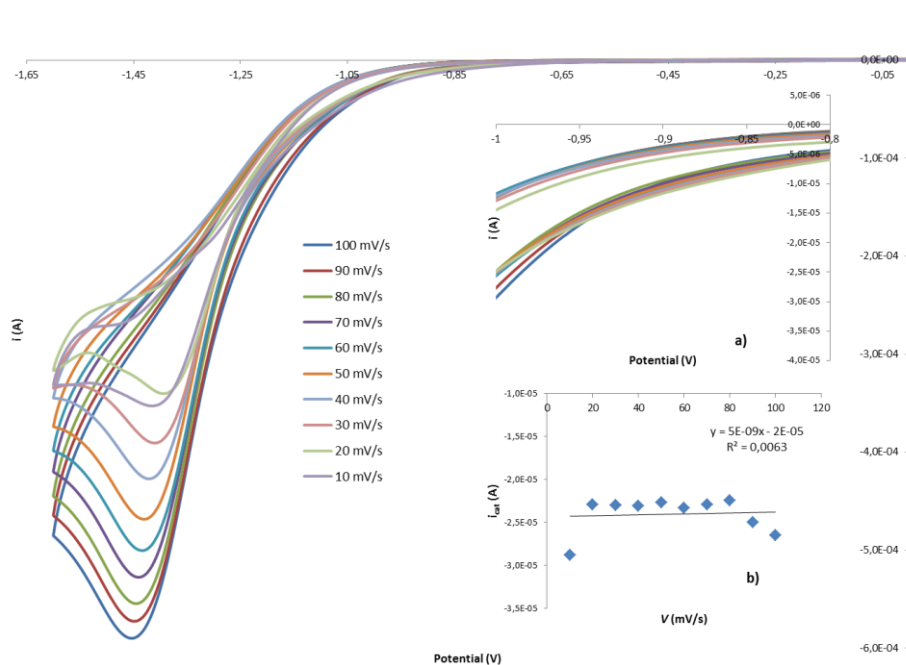 -1,65 -1,45 -1,25 -1,05 -0,85 -0,65 -0,45 -0,25 -0,05
0,0E+00
-1,0E-04
-2,0E-04
-3,0E-04
-4,0E-04
-5,0E-04
-6,0E-04
i (A)
Potential (V)
100 mV/s
90 mV/s
80 mV/s
70 mV/s
60 mV/s
50 mV/s
40 mV/s
30 mV/s
20 mV/s
10 mV/s
5,0E-06
0,0E+00
-5,0E-06
-1,0E-05
-1,5E-05
-2,0E-05
-2,5E-05
-3,0E-05
-3,5E-05
-4,0E-05
-1 -0,95 -0,9 -0,85 -0,8
i (A)
a)
Potential (V)
-1,0E-05
-1,5E-05
-2,0E-05
-2,5E-05
-3,0E-05
-3,5E-05
0 20 40 60 80 100 120
y = 5E-09x - 2E-05
R² = 0,0063
icat (A)
b)
V (mV/s)